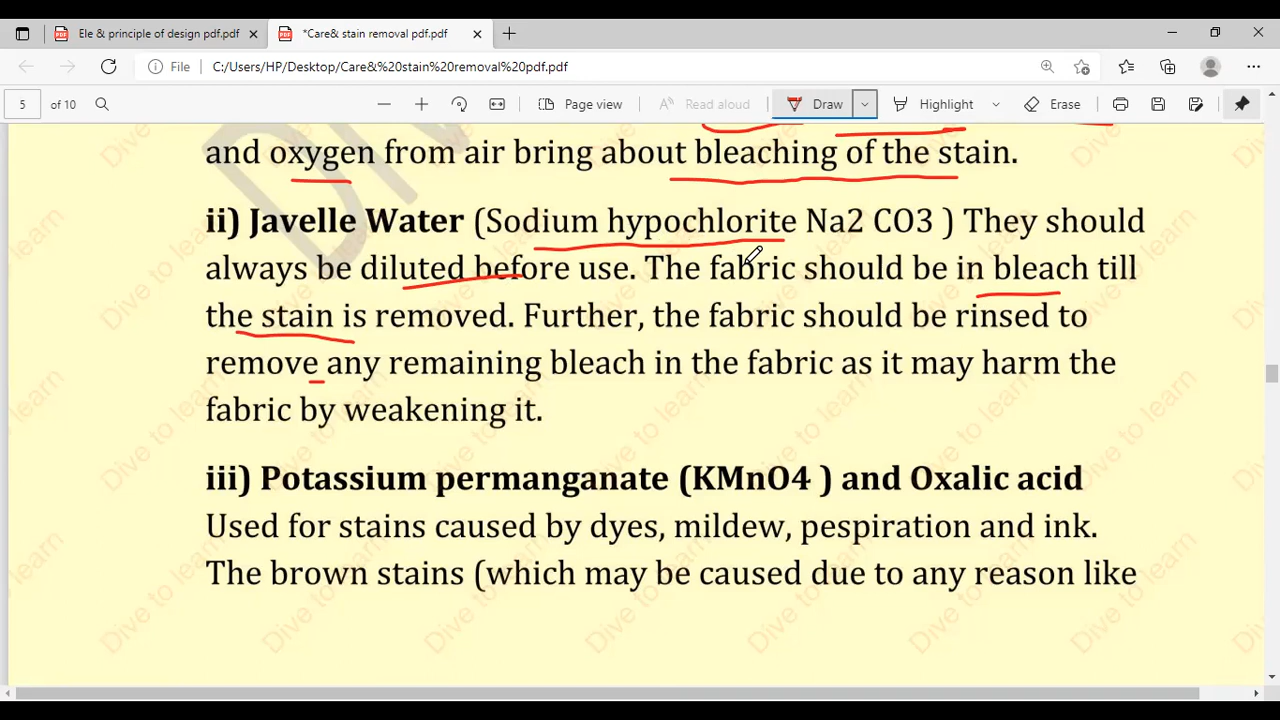 Ele & principle of design pdf.pdf
*Care& stain removal pdf.pdf
File
C:/Users/HP/Desktop/Care&%20stain%20removal%20pdf.pdf
5 of 10
Page view
Read aloud
Draw
Highlight
Erase
and oxygen from air bring about bleaching of the stain.
ii) Javelle Water (Sodium hypochlorite Na2 CO3 ) They should
always be diluted before use. The fabric should be in bleach till
the stain is removed. Further, the fabric should be rinsed to
remove any remaining bleach in the fabric as it may harm the
fabric by weakening it.
iii) Potassium permanganate (KMnO4 ) and Oxalic acid
Used for stains caused by dyes, mildew, pespiration and ink.
The brown stains (which may be caused due to any reason like
Dive to learn